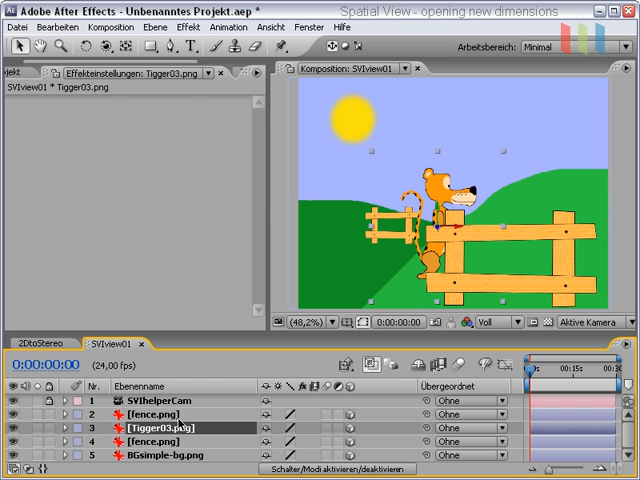 Adobe After Effects - Unbenanntes Projekt.aep *
Spatial View - opening new dimensions
Datei Bearbeiten Komposition Ebene Effekt Animation Ansicht Fenster Hilfe
Arbeitsbereich: Minimal
ojekt Effekteinstellungen: Tigger03.png
Komposition: SVIview01
SVIview01 * Tigger03.png
(48,2%) 0:00:00:00 Voll Aktive Kamera
2DtoStereo SVIview01
0:00:00:00 (24,00 fps)
00:15s 00:30
Nr. Ebenenname Übergeordnet
1 SVIhelperCam Ohne
2 [fence.png] Ohne
3 [Tigger03.png] Ohne
4 [fence.png] Ohne
5 BGsimple-bg.png Ohne
Schalter/Modi aktivieren/deaktivieren